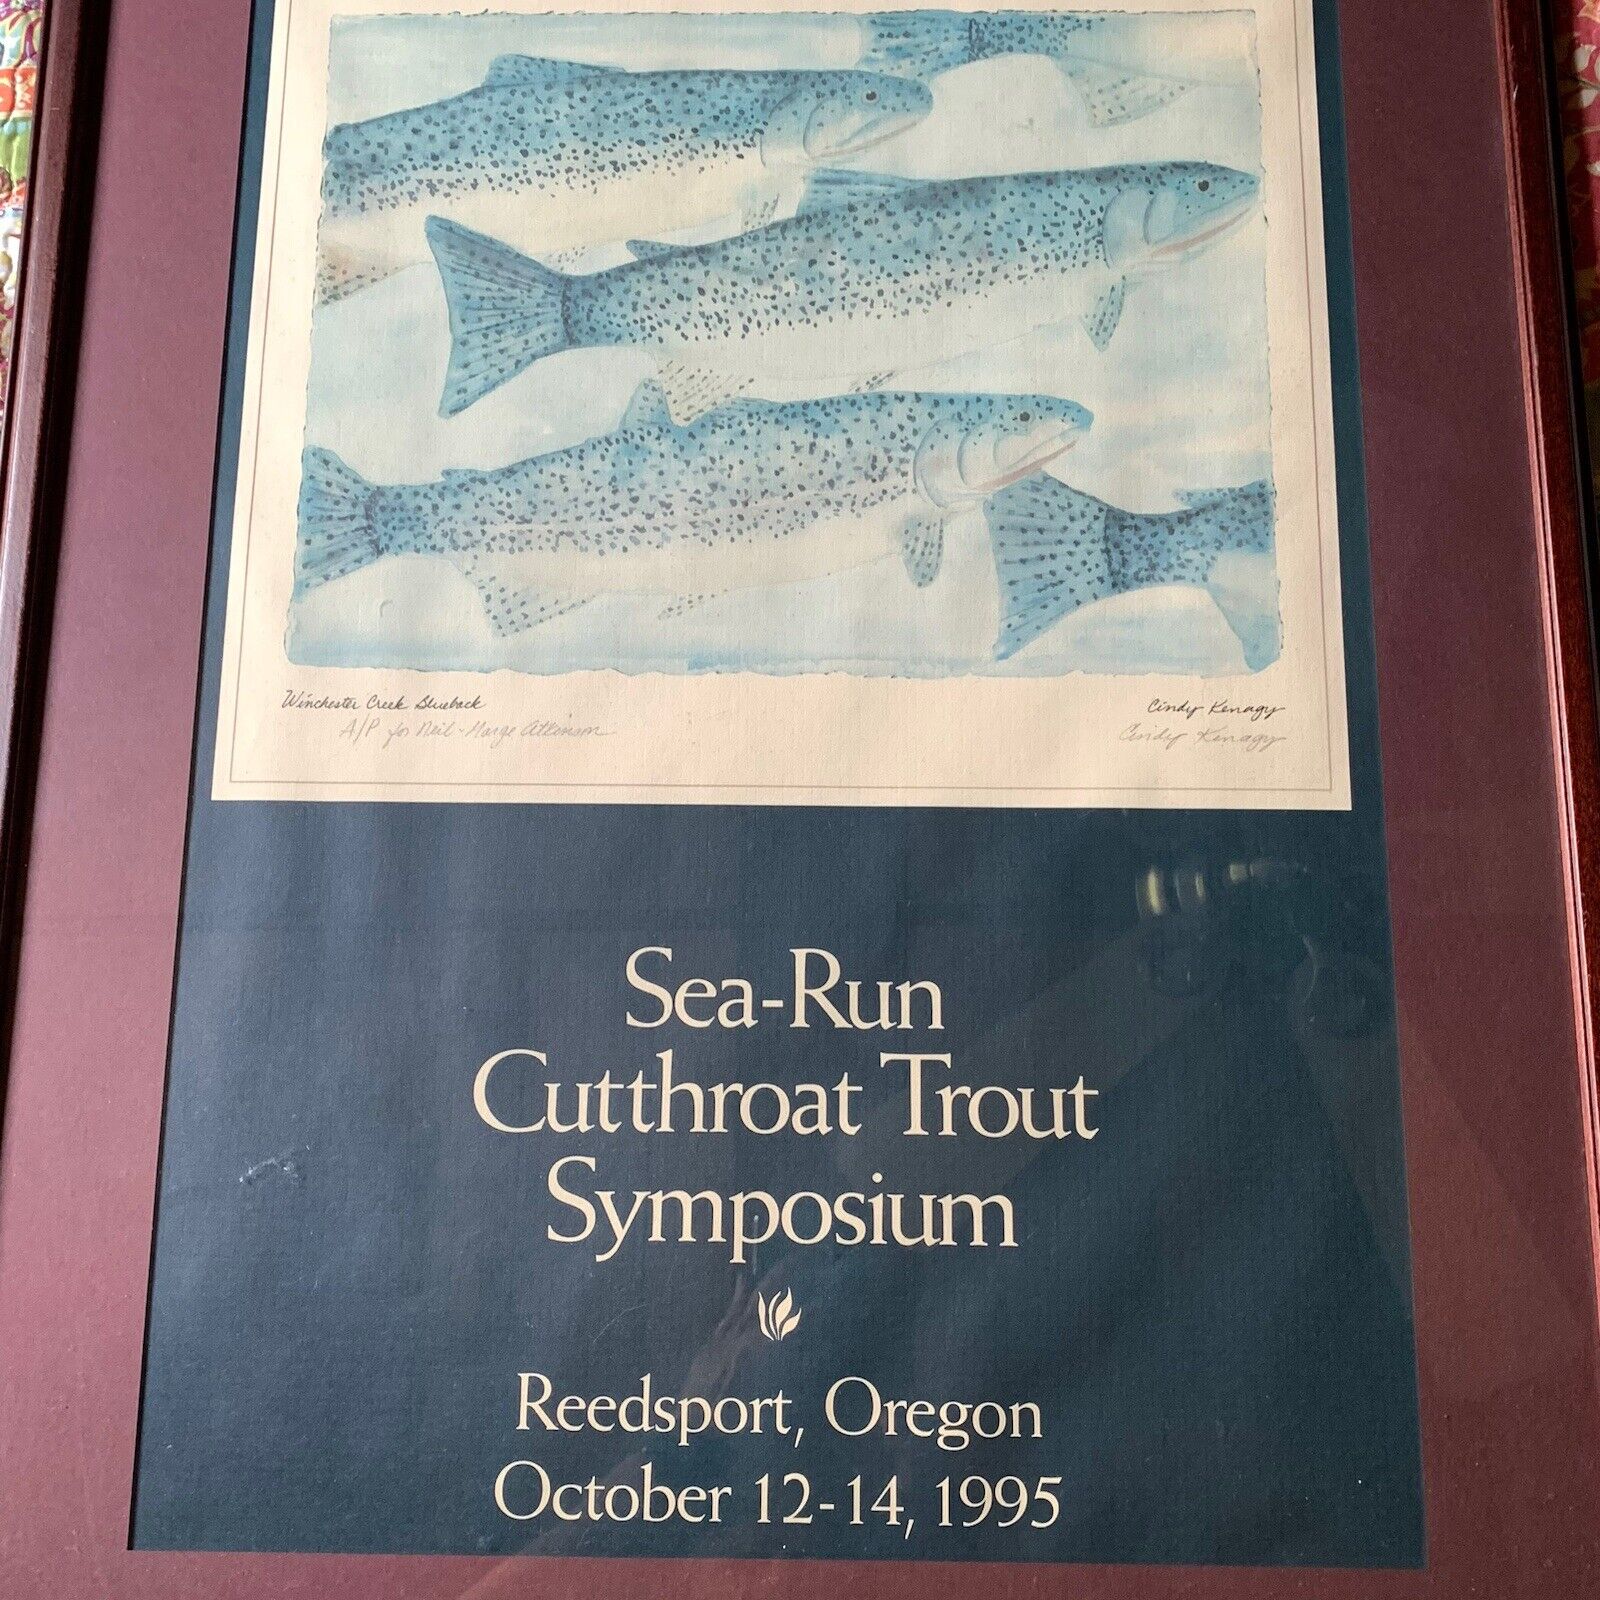 Winchester Creek Blueback
Cindy Kenagy
A/P for Neil & Marge Atkinson
Cindy Kenagy
Sea-Run
Cutthroat Trout
Symposium
Reedsport, Oregon
October 12-14, 1995